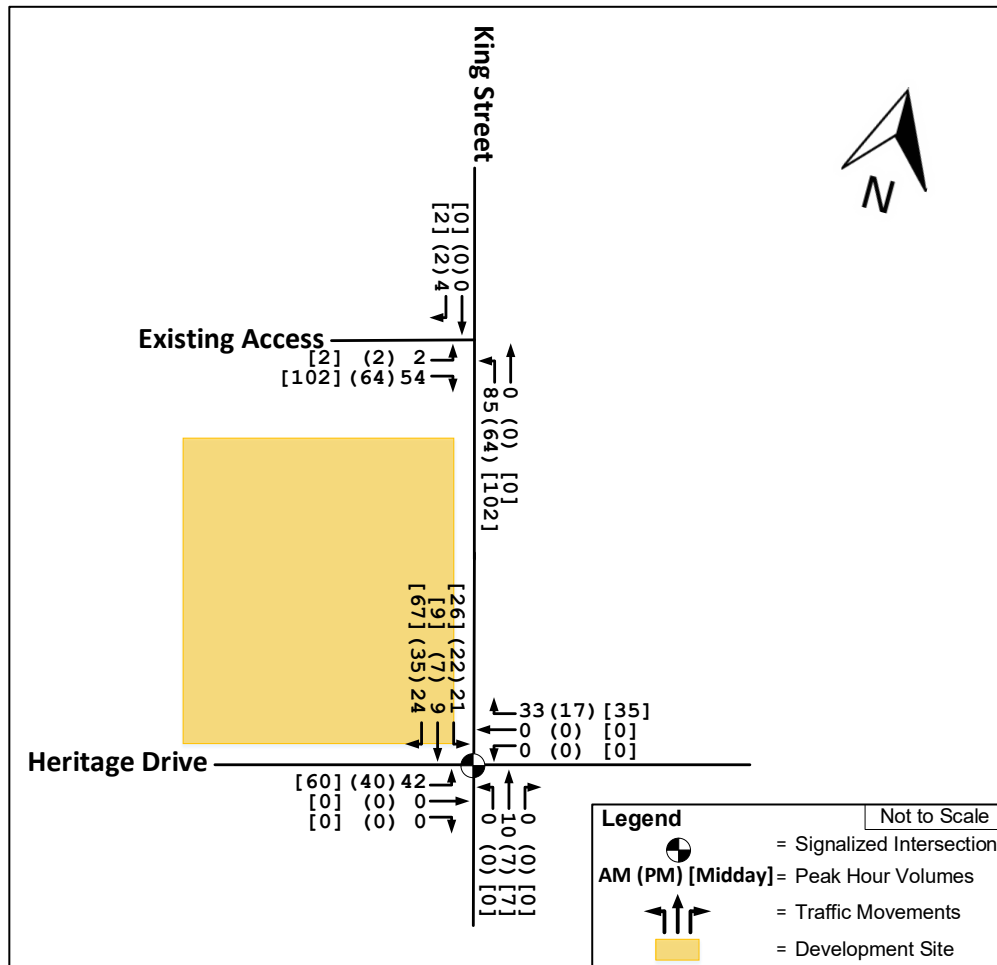 King Street
N
[0] (0) 0
[2] (2) 4
Existing Access
[2] (2) 2
[102] (64) 54
0 (0) [0]
85 (64) [102]
[26] (22) 21
[9] (7) 9
[67] (35) 24
33 (17) [35]
0 (0) [0]
0 (0) [0]
Heritage Drive
[60] (40) 42
[0] (0) 0
[0] (0) 0
0 (0) [0]
10 (7) [7]
0 (0) [0]
Legend
Not to Scale
= Signalized Intersection
AM (PM) [Midday] = Peak Hour Volumes
= Traffic Movements
= Development Site